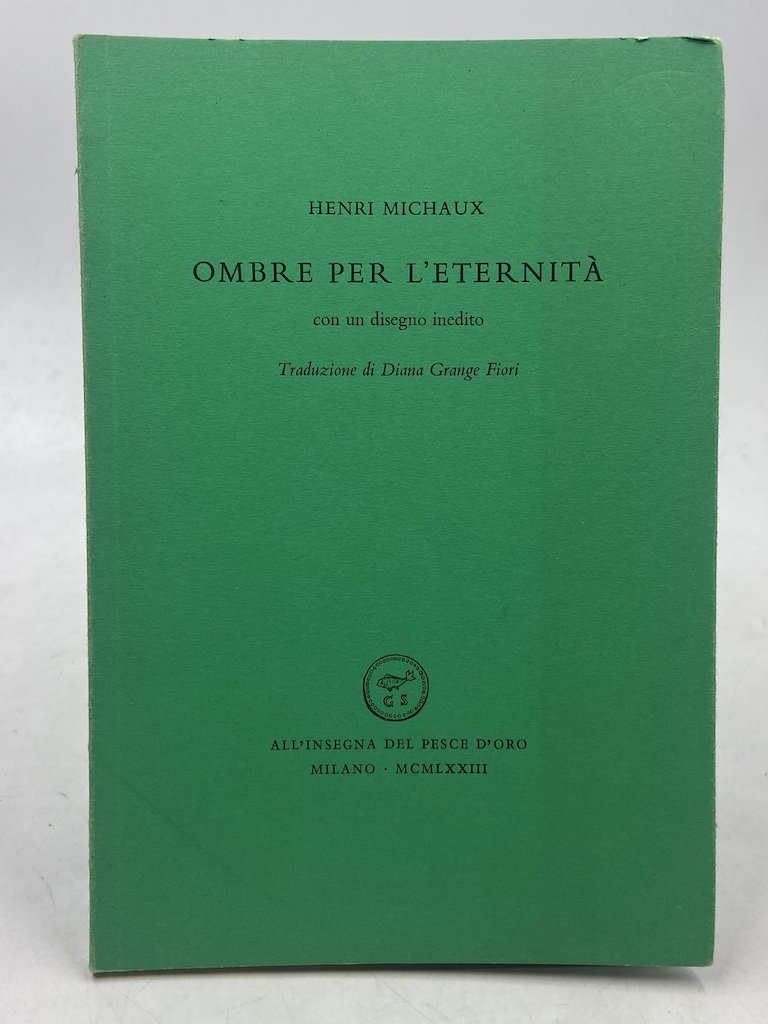 HENRI MICHAUX
OMBRE PER L'ETERNITÀ
con un disegno inedito
Traduzione di Diana Grange Fiori
G S
ALL'INSEGNA DEL PESCE D'ORO
MILANO · MCMLXXIII